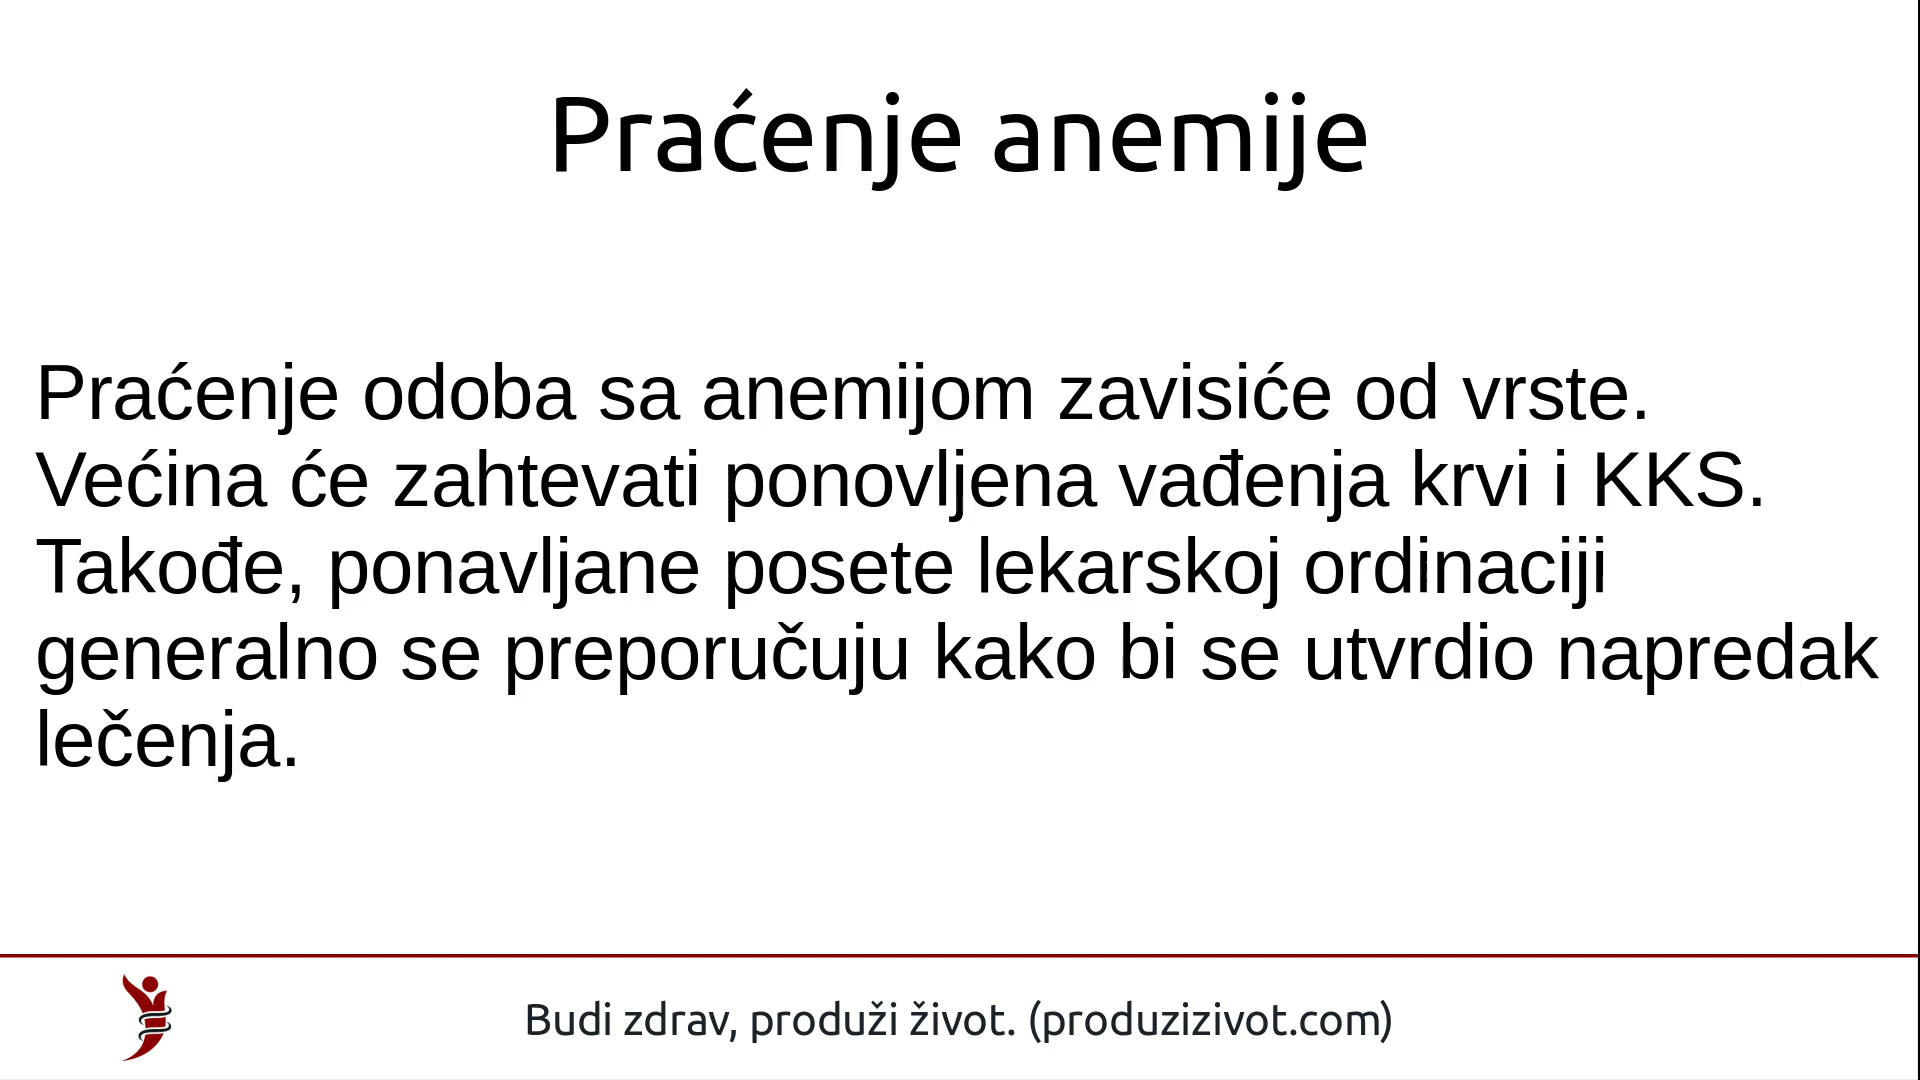 Praćenje anemije
Praćenje odoba sa anemijom zavisiće od vrste.
Većina će zahtevati ponovljena vađenja krvi i KKS.
Takođe, ponavljane posete lekarskoj ordinaciji
generalno se preporučuju kako bi se utvrdio napredak
lečenja.
Budi zdrav, produži život. (produzizivot.com)